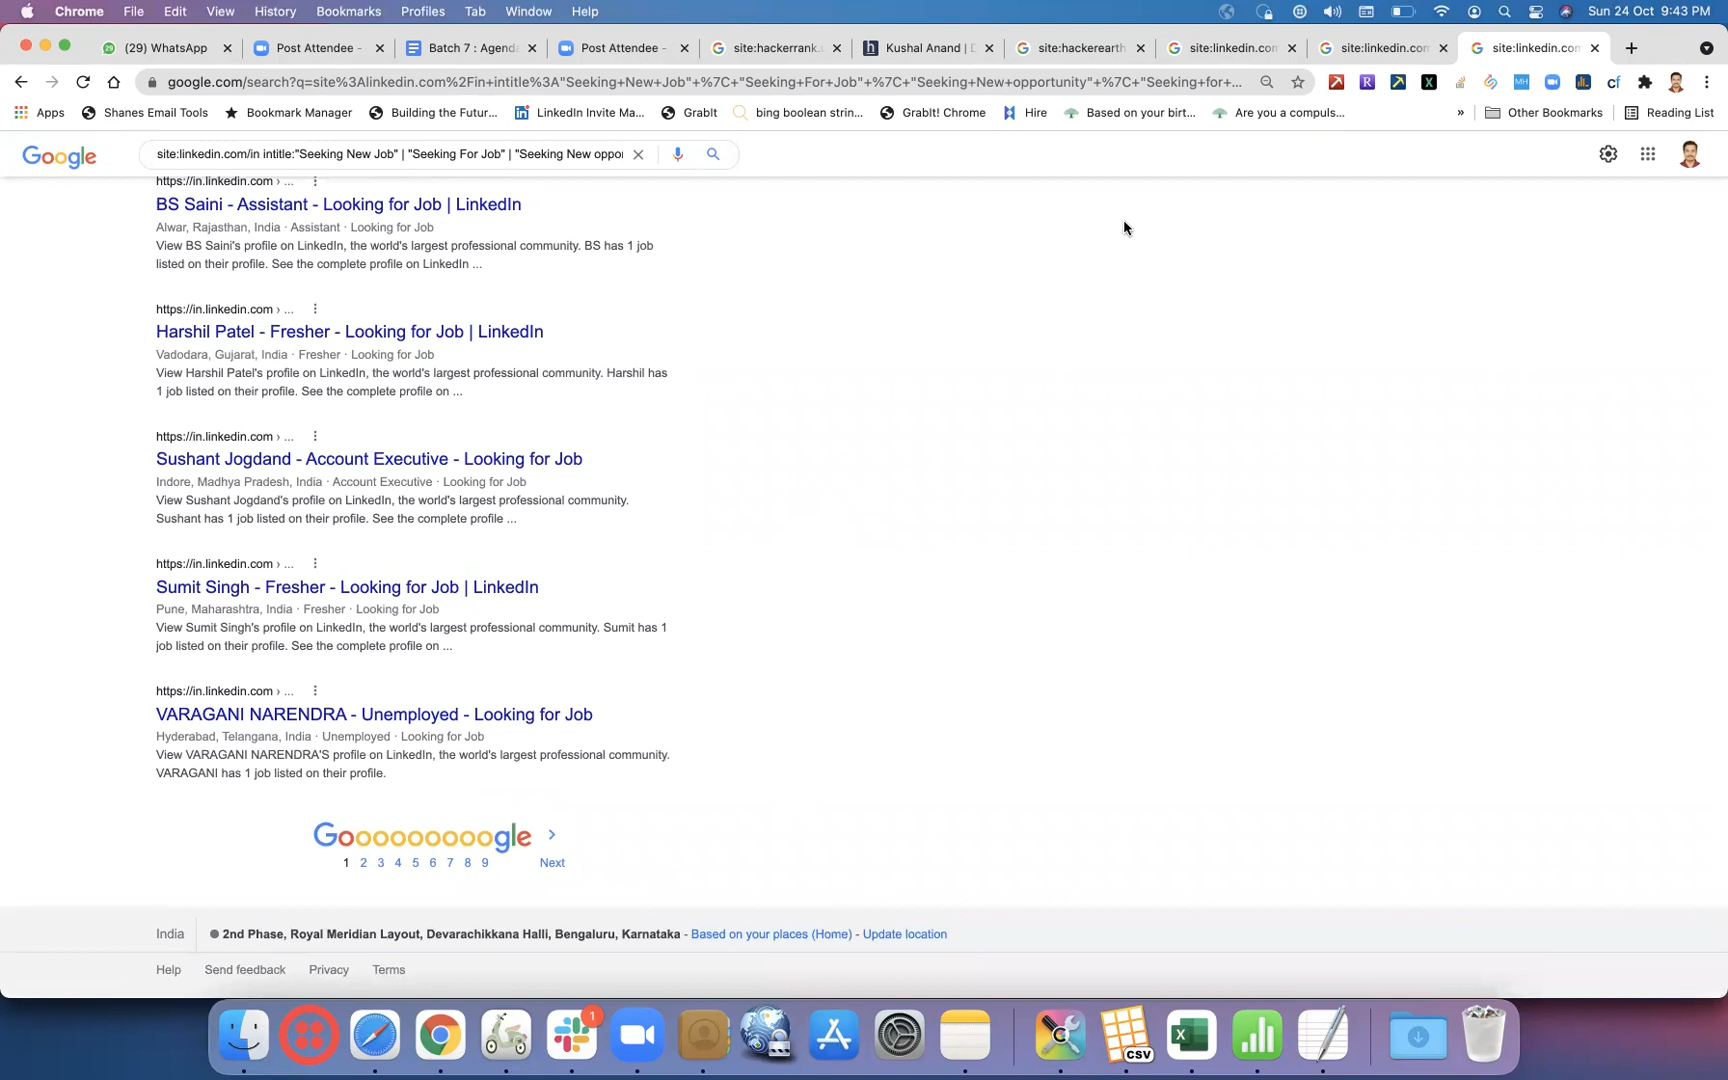 Chrome File Edit View History Bookmarks Profiles Tab Window Help Sun 24 Oct 9:43 PM
(29) WhatsApp Post Attendee - Batch 7 : Agenda Post Attendee - site:hackerrank. Kushal Anand | site:hackerearth site:linkedin.com site:linkedin.com site:linkedin.com
google.com/search?q=site%3Alinkedin.com%2Fin+intitle%3A"Seeking+New+Job"+%7C+"Seeking+For+Job"+%7C+"Seeking+New+opportunity"+%7C+"Seeking+for+...
Apps Shanes Email Tools Bookmark Manager Building the Futur... LinkedIn Invite Ma... GrabIt bing boolean strin... GrabIt! Chrome Hire Based on your birt... Are you a compuls... » Other Bookmarks Reading List
Google site:linkedin.com/in intitle:"Seeking New Job" | "Seeking For Job" | "Seeking New oppor
https://in.linkedin.com › ...
BS Saini - Assistant - Looking for Job | LinkedIn
Alwar, Rajasthan, India · Assistant · Looking for Job
View BS Saini's profile on LinkedIn, the world's largest professional community. BS has 1 job
listed on their profile. See the complete profile on LinkedIn ...
https://in.linkedin.com › ...
Harshil Patel - Fresher - Looking for Job | LinkedIn
Vadodara, Gujarat, India · Fresher · Looking for Job
View Harshil Patel's profile on LinkedIn, the world's largest professional community. Harshil has
1 job listed on their profile. See the complete profile on ...
https://in.linkedin.com › ...
Sushant Jogdand - Account Executive - Looking for Job
Indore, Madhya Pradesh, India · Account Executive · Looking for Job
View Sushant Jogdand's profile on LinkedIn, the world's largest professional community.
Sushant has 1 job listed on their profile. See the complete profile ...
https://in.linkedin.com › ...
Sumit Singh - Fresher - Looking for Job | LinkedIn
Pune, Maharashtra, India · Fresher · Looking for Job
View Sumit Singh's profile on LinkedIn, the world's largest professional community. Sumit has 1
job listed on their profile. See the complete profile on ...
https://in.linkedin.com › ...
VARAGANI NARENDRA - Unemployed - Looking for Job
Hyderabad, Telangana, India · Unemployed · Looking for Job
View VARAGANI NARENDRA'S profile on LinkedIn, the world's largest professional community.
VARAGANI has 1 job listed on their profile.
Gooooooooogle >
1 2 3 4 5 6 7 8 9 Next
India 2nd Phase, Royal Meridian Layout, Devarachikkana Halli, Bengaluru, Karnataka - Based on your places (Home) - Update location
Help Send feedback Privacy Terms
1
CSV